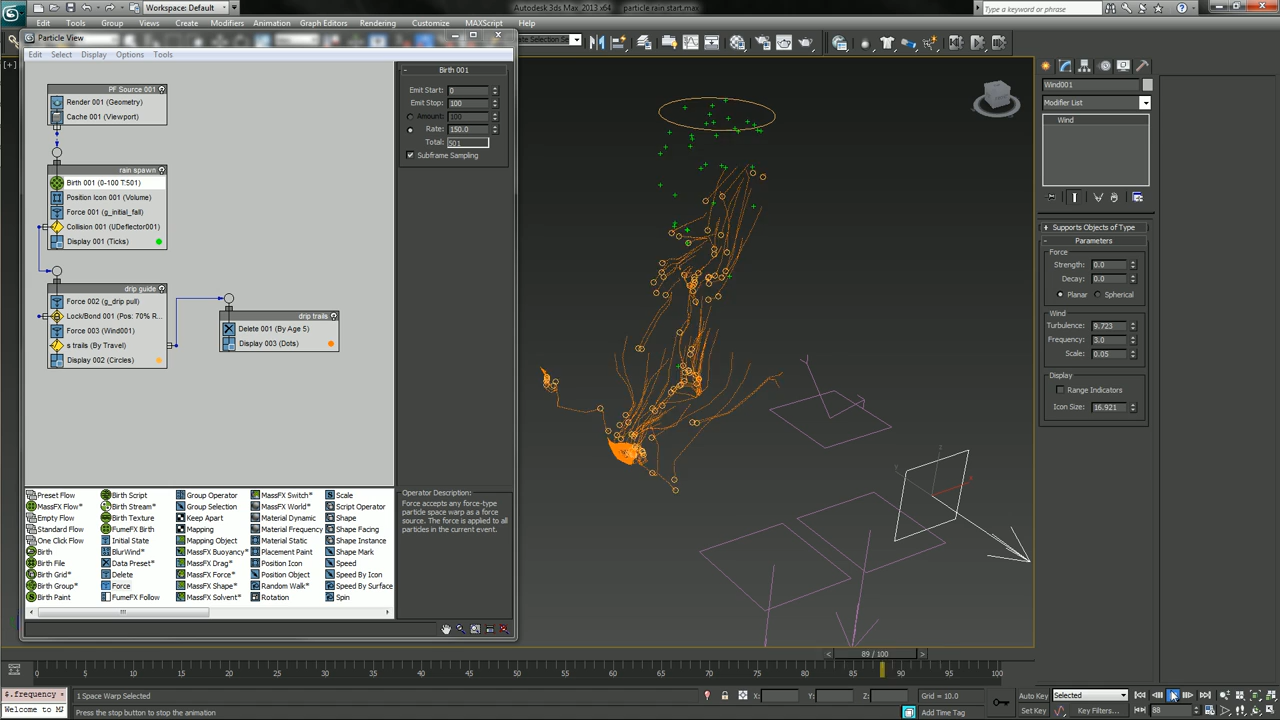 Workspace: Default
Autodesk 3ds Max 2013 x64
particle rain start.max
Type a keyword or phrase
Edit
Tools
Group
Views
Create
Modifiers
Animation
Graph Editors
Rendering
Customize
MAXScript
Help
Particle View
Edit
Select
Display
Options
Tools
PF Source 001
Render 001 (Geometry)
Cache 001 (Viewport)
rain spawn
Birth 001 (0-100 T:501)
Position Icon 001 (Volume)
Force 001 (g_initial_fall)
Collision 001 (UDeflector001)
Display 001 (Ticks)
drip guide
Force 002 (g_drip pull)
Lock/Bond 001 (Pos: 70% R...
Force 003 (Wind001)
s trails (By Travel)
Display 002 (Circles)
drip trails
Delete 001 (By Age 5)
Display 003 (Dots)
Birth 001
Emit Start: 0
Emit Stop: 100
Amount: 100
Rate: 150.0
Total: 501
Subframe Sampling
Operator Description:
Force accepts any force-type
particle space warp as a force
source. The force is applied to all
particles in the current event.
Preset Flow
MassFX Flow*
Empty Flow
Standard Flow
One Click Flow
Birth
Birth File
Birth Grid*
Birth Group*
Birth Paint
Birth Script
Birth Stream*
Birth Texture
FumeFX Birth
Initial State
BlurWind*
Data Preset*
Delete
Force
FumeFX Follow
Group Operator
Group Selection
Keep Apart
Mapping
Mapping Object
MassFX Buoyancy*
MassFX Drag*
MassFX Force*
MassFX Shape*
MassFX Solvent*
MassFX Switch*
MassFX World*
Material Dynamic
Material Frequency
Material Static
Placement Paint
Position Icon
Position Object
Random Walk*
Rotation
Scale
Script Operator
Shape
Shape Facing
Shape Instance
Shape Mark
Speed
Speed By Icon
Speed By Surface
Spin
[+]
Wind001
Modifier List
Wind
Supports Objects of Type
Parameters
Force
Strength: 0.0
Decay: 0.0
Planar
Spherical
Wind
Turbulence: 9.723
Frequency: 3.0
Scale: 0.05
Display
Range Indicators
Icon Size: 16.921
89 / 100
0 5 10 15 20 25 30 35 40 45 50 55 60 65 70 75 80 85 90 95 100
$.frequency
Welcome to M
1 Space Warp Selected
Press the stop button to stop the animation
X:
Y:
Z:
Grid = 10.0
Add Time Tag
Auto Key
Selected
Set Key
Key Filters...
88